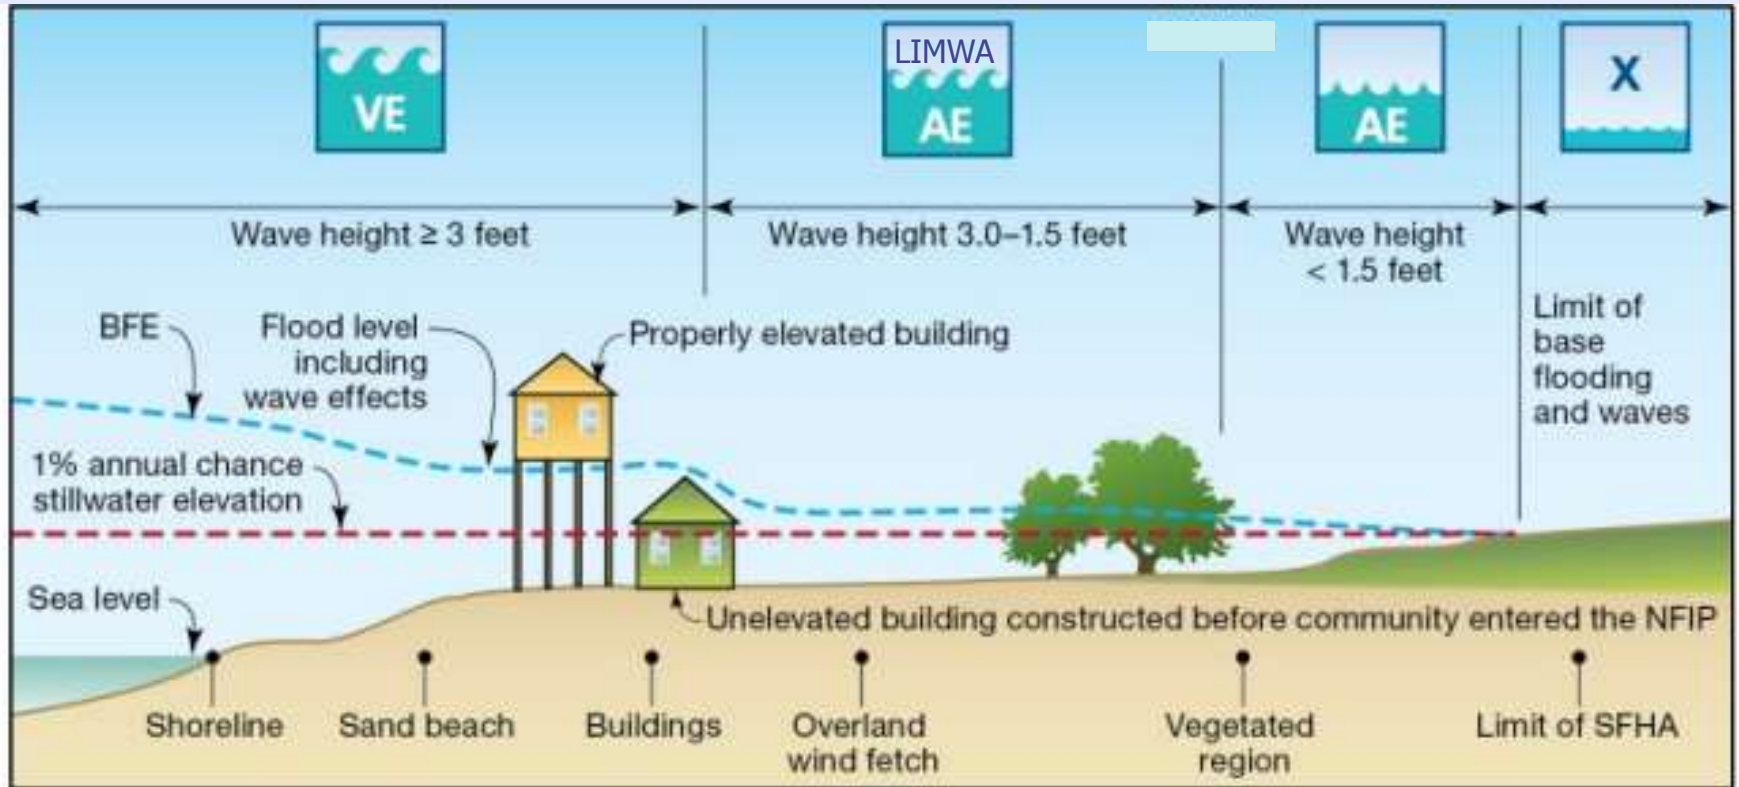 VE
LIMWA
AE
AE
X
Wave height ≥ 3 feet
Wave height 3.0–1.5 feet
Wave height
< 1.5 feet
Limit of
base
flooding
and waves
BFE
Flood level
including
wave effects
Properly elevated building
1% annual chance
stillwater elevation
Sea level
Unelevated building constructed before community entered the NFIP
Shoreline
Sand beach
Buildings
Overland
wind fetch
Vegetated
region
Limit of SFHA